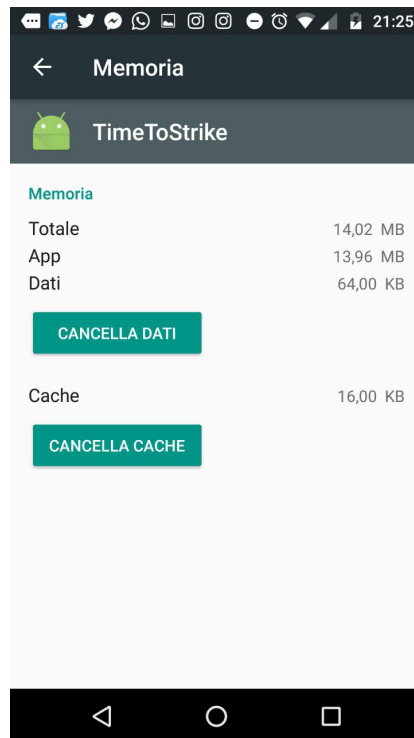 21:25
Memoria
TimeToStrike
Memoria
Totale 14,02 MB
App 13,96 MB
Dati 64,00 KB
CANCELLA DATI
Cache 16,00 KB
CANCELLA CACHE